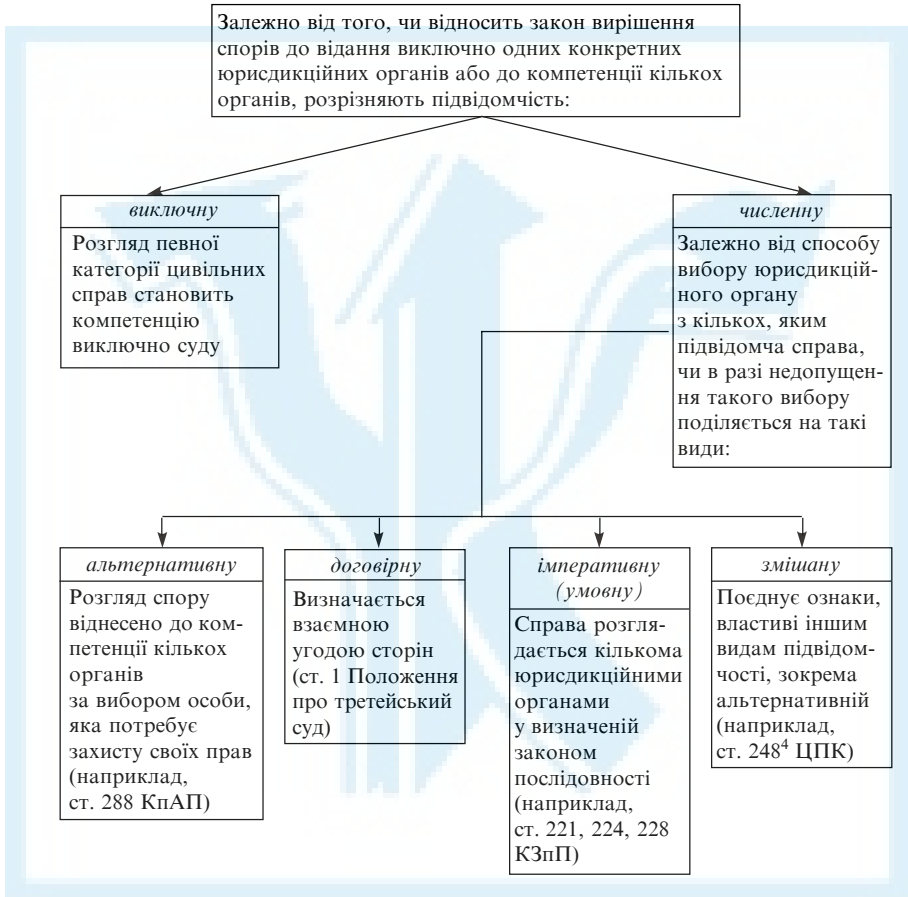 Залежно від того, чи відносить закон вирішення
спорів до відання виключно одних конкретних
юрисдикційних органів або до компетенції кількох
органів, розрізняють підвідомчість:
виключну
Розгляд певної
категорії цивільних
справ становить
компетенцію
виключно суду
численну
Залежно від способу
вибору юрисдикцій-
ного органу
з кількох, яким
підвідомча справа,
чи в разі недопущен-
ня такого вибору
поділяється на такі
види:
альтернативну
Розгляд спору
віднесено до ком-
петенції кількох
органів
за вибором особи,
яка потребує
захисту своїх прав
(наприклад,
ст. 288 КпАП)
договірну
Визначається
взаємною
угодою сторін
(ст. 1 Положення
про третейський
суд)
імперативну
(умовну)
Справа розгля-
дається кількома
юрисдикційними
органами
у визначеній
законом
послідовності
(наприклад,
ст. 221, 224, 228
КЗпП)
змішану
Поєднує ознаки,
властиві іншим
видам підвідом-
чості, зокрема
альтернативній
(наприклад,
ст. 248⁴ ЦПК)